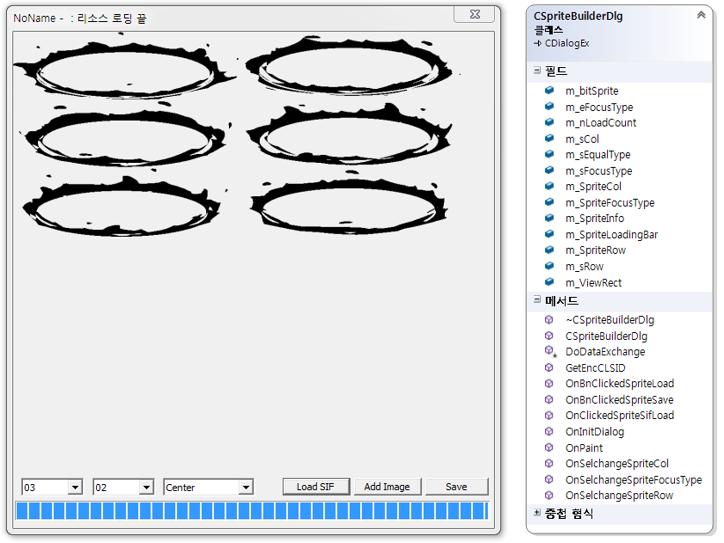 NoName - : 리소스 로딩 끝
03
02
Center
Load SIF
Add Image
Save
CSpriteBuilderDlg
클래스
CDialogEx
필드
m_bitSprite
m_eFocusType
m_nLoadCount
m_sCol
m_sEqualType
m_sFocusType
m_SpriteCol
m_SpriteFocusType
m_SpriteInfo
m_SpriteLoadingBar
m_SpriteRow
m_sRow
m_ViewRect
메서드
~CSpriteBuilderDlg
CSpriteBuilderDlg
DoDataExchange
GetEncCLSID
OnBnClickedSpriteLoad
OnBnClickedSpriteSave
OnClickedSpriteSifLoad
OnInitDialog
OnPaint
OnSelchangeSpriteCol
OnSelchangeSpriteFocusType
OnSelchangeSpriteRow
중첩 형식